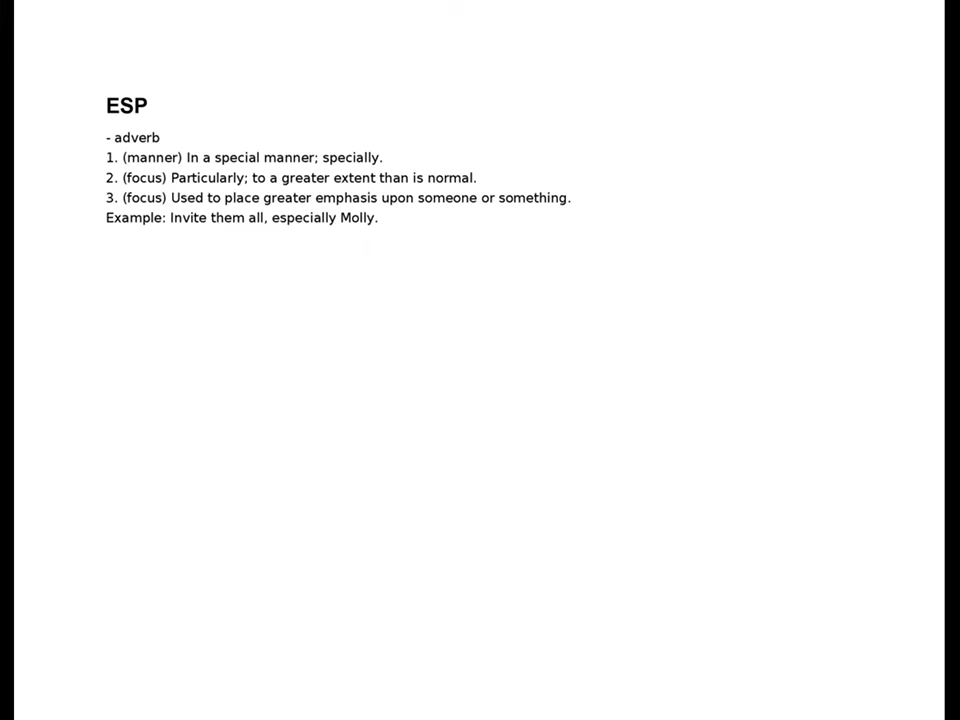 ESP
- adverb
1. (manner) In a special manner; specially.
2. (focus) Particularly; to a greater extent than is normal.
3. (focus) Used to place greater emphasis upon someone or something.
Example: Invite them all, especially Molly.